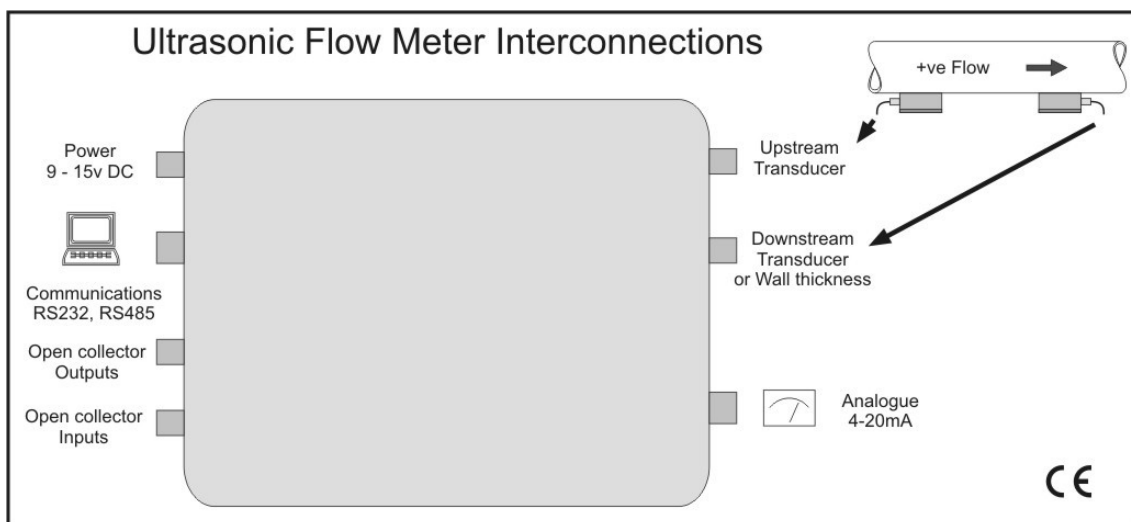 Ultrasonic Flow Meter Interconnections
+ve Flow
Power
9 - 15v DC
Upstream
Transducer
Communications
RS232, RS485
Downstream
Transducer
or Wall thickness
Open collector
Outputs
Open collector
Inputs
Analogue
4-20mA
CE